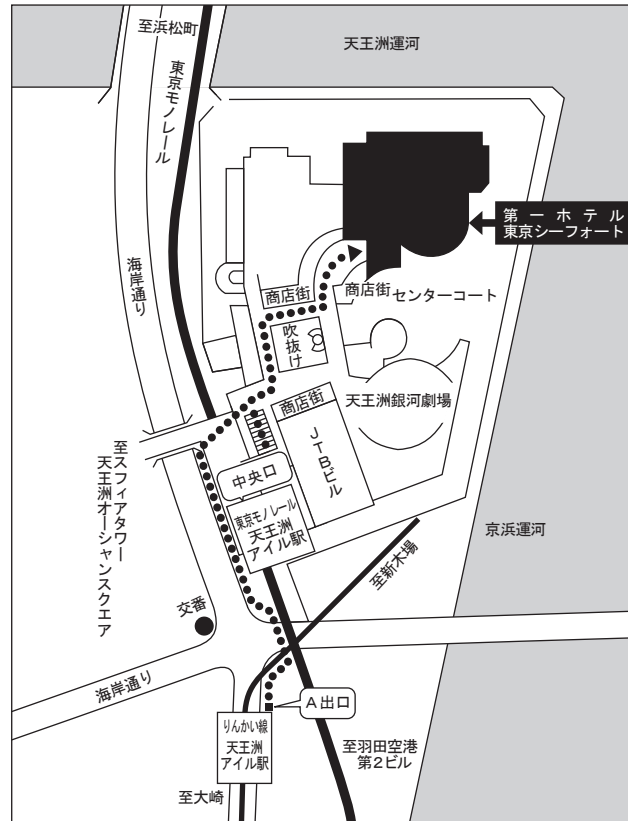 至浜松町
天王洲運河
東京モノレール
第一ホテル
東京シーフォート
海岸通り
商店街
商店街
センターコート
吹抜け
天王洲銀河劇場
商店街
JTBビル
至スフィアタワー
天王洲オーシャンスクエア
中央口
東京モノレール
天王洲
アイル駅
京浜運河
至新木場
交番
海岸通り
A出口
りんかい線
天王洲
アイル駅
至羽田空港
第2ビル
至大崎